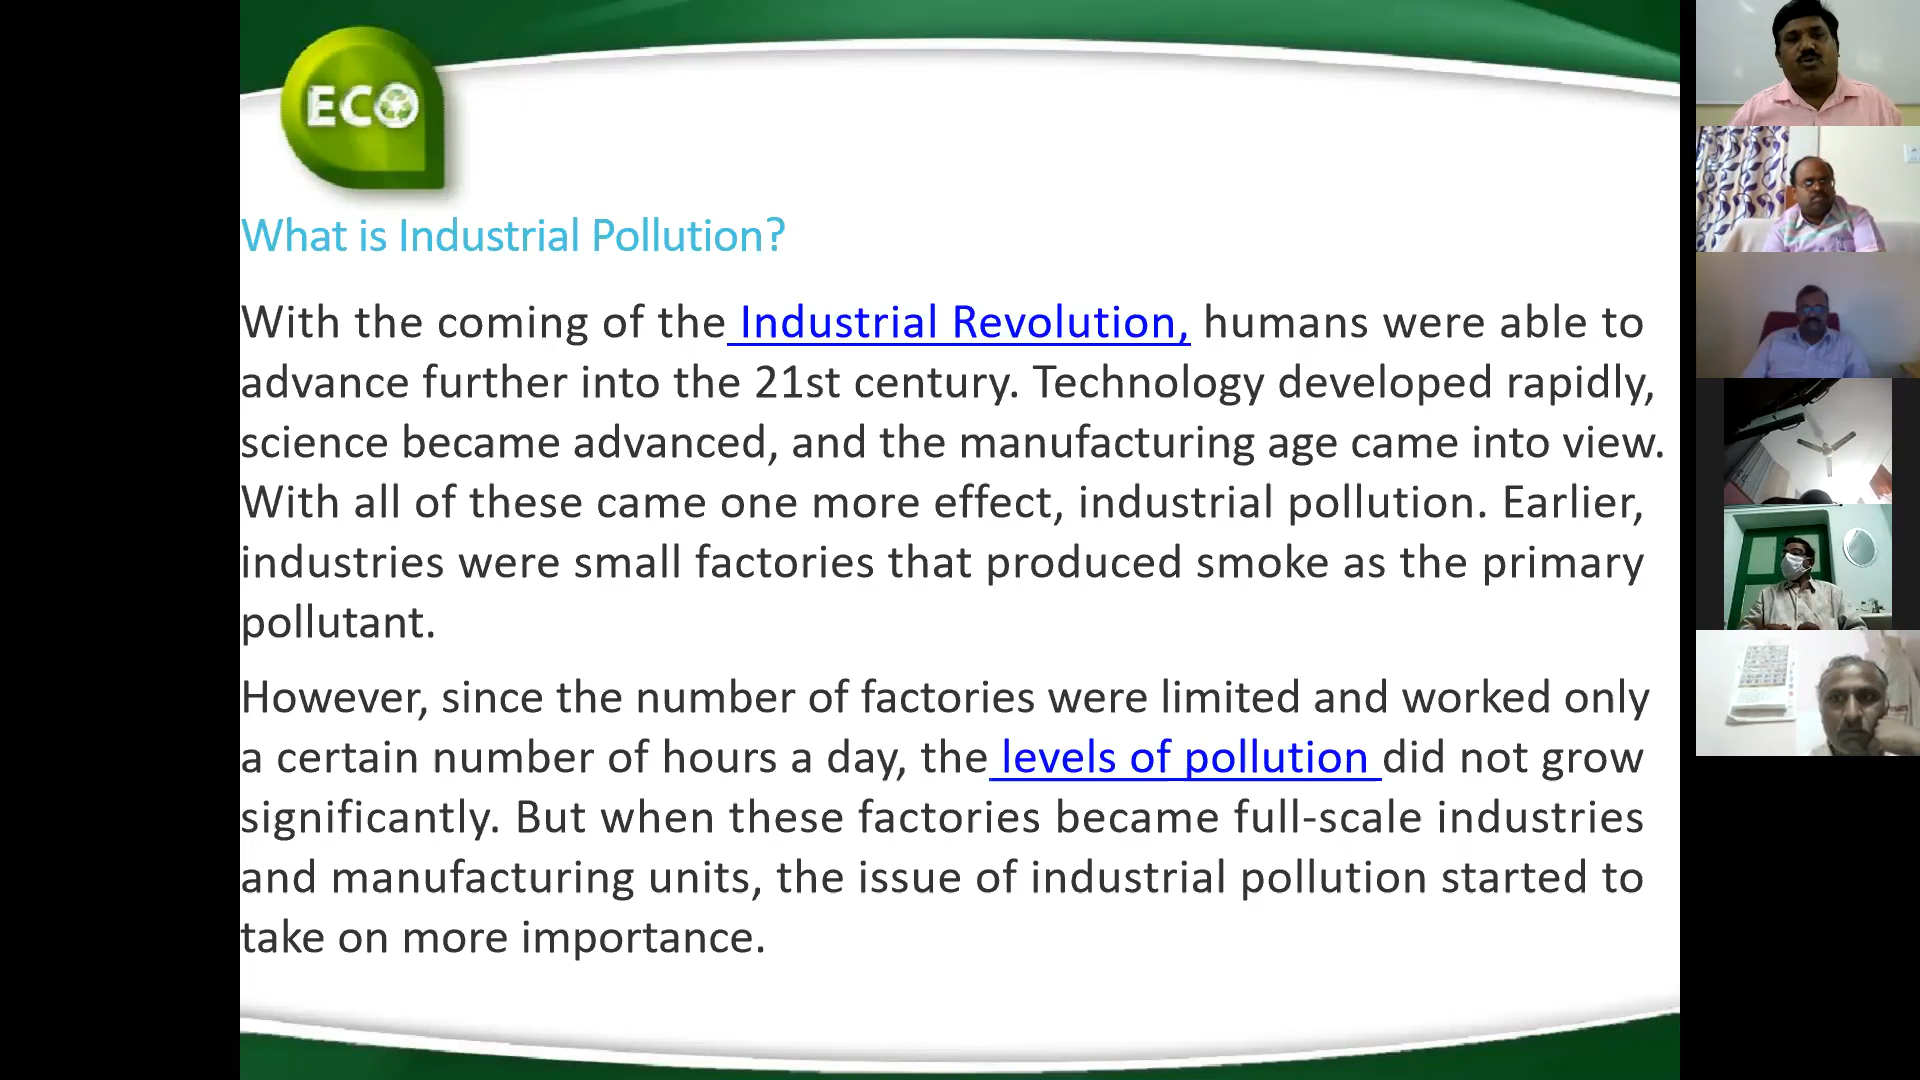 ECO
What is Industrial Pollution?
With the coming of the Industrial Revolution, humans were able to
advance further into the 21st century. Technology developed rapidly,
science became advanced, and the manufacturing age came into view.
With all of these came one more effect, industrial pollution. Earlier,
industries were small factories that produced smoke as the primary
pollutant.
However, since the number of factories were limited and worked only
a certain number of hours a day, the levels of pollution did not grow
significantly. But when these factories became full-scale industries
and manufacturing units, the issue of industrial pollution started to
take on more importance.